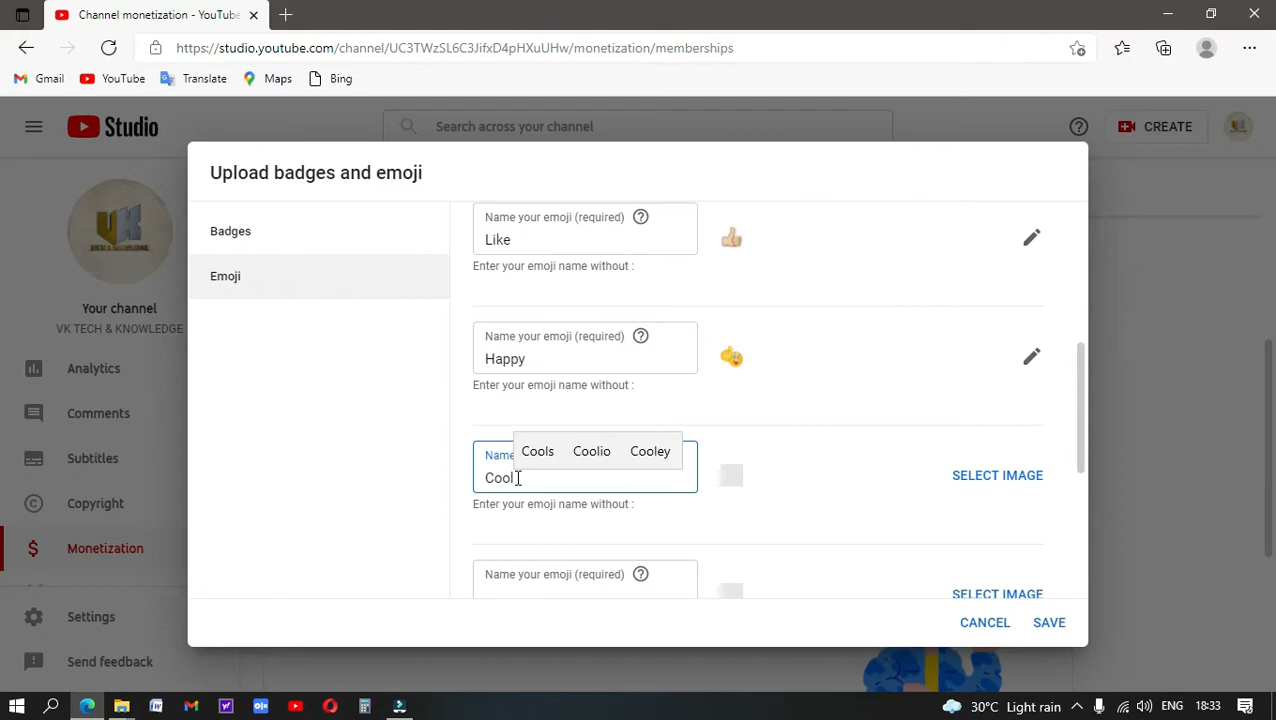 Channel monetization - YouTube
https://studio.youtube.com/channel/UC3TWzSL6C3JifxD4pHXuUHw/monetization/memberships
Gmail YouTube Translate Maps Bing
Studio
Search across your channel
CREATE
Upload badges and emoji
Badges
Emoji
Your channel
VK TECH & KNOWLEDGE
Analytics
Comments
Subtitles
Copyright
$ Monetization
Settings
Send feedback
Name your emoji (required)
Like
Enter your emoji name without :
Name your emoji (required)
Happy
Enter your emoji name without :
Name
Cools Coolio Cooley
Cool
SELECT IMAGE
Enter your emoji name without :
Name your emoji (required)
SELECT IMAGE
CANCEL SAVE
30°C Light rain ENG 18:33